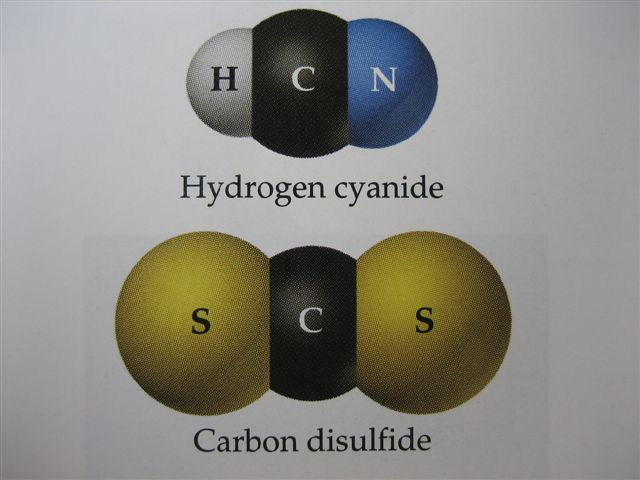 H C N
Hydrogen cyanide
S C S
Carbon disulfide